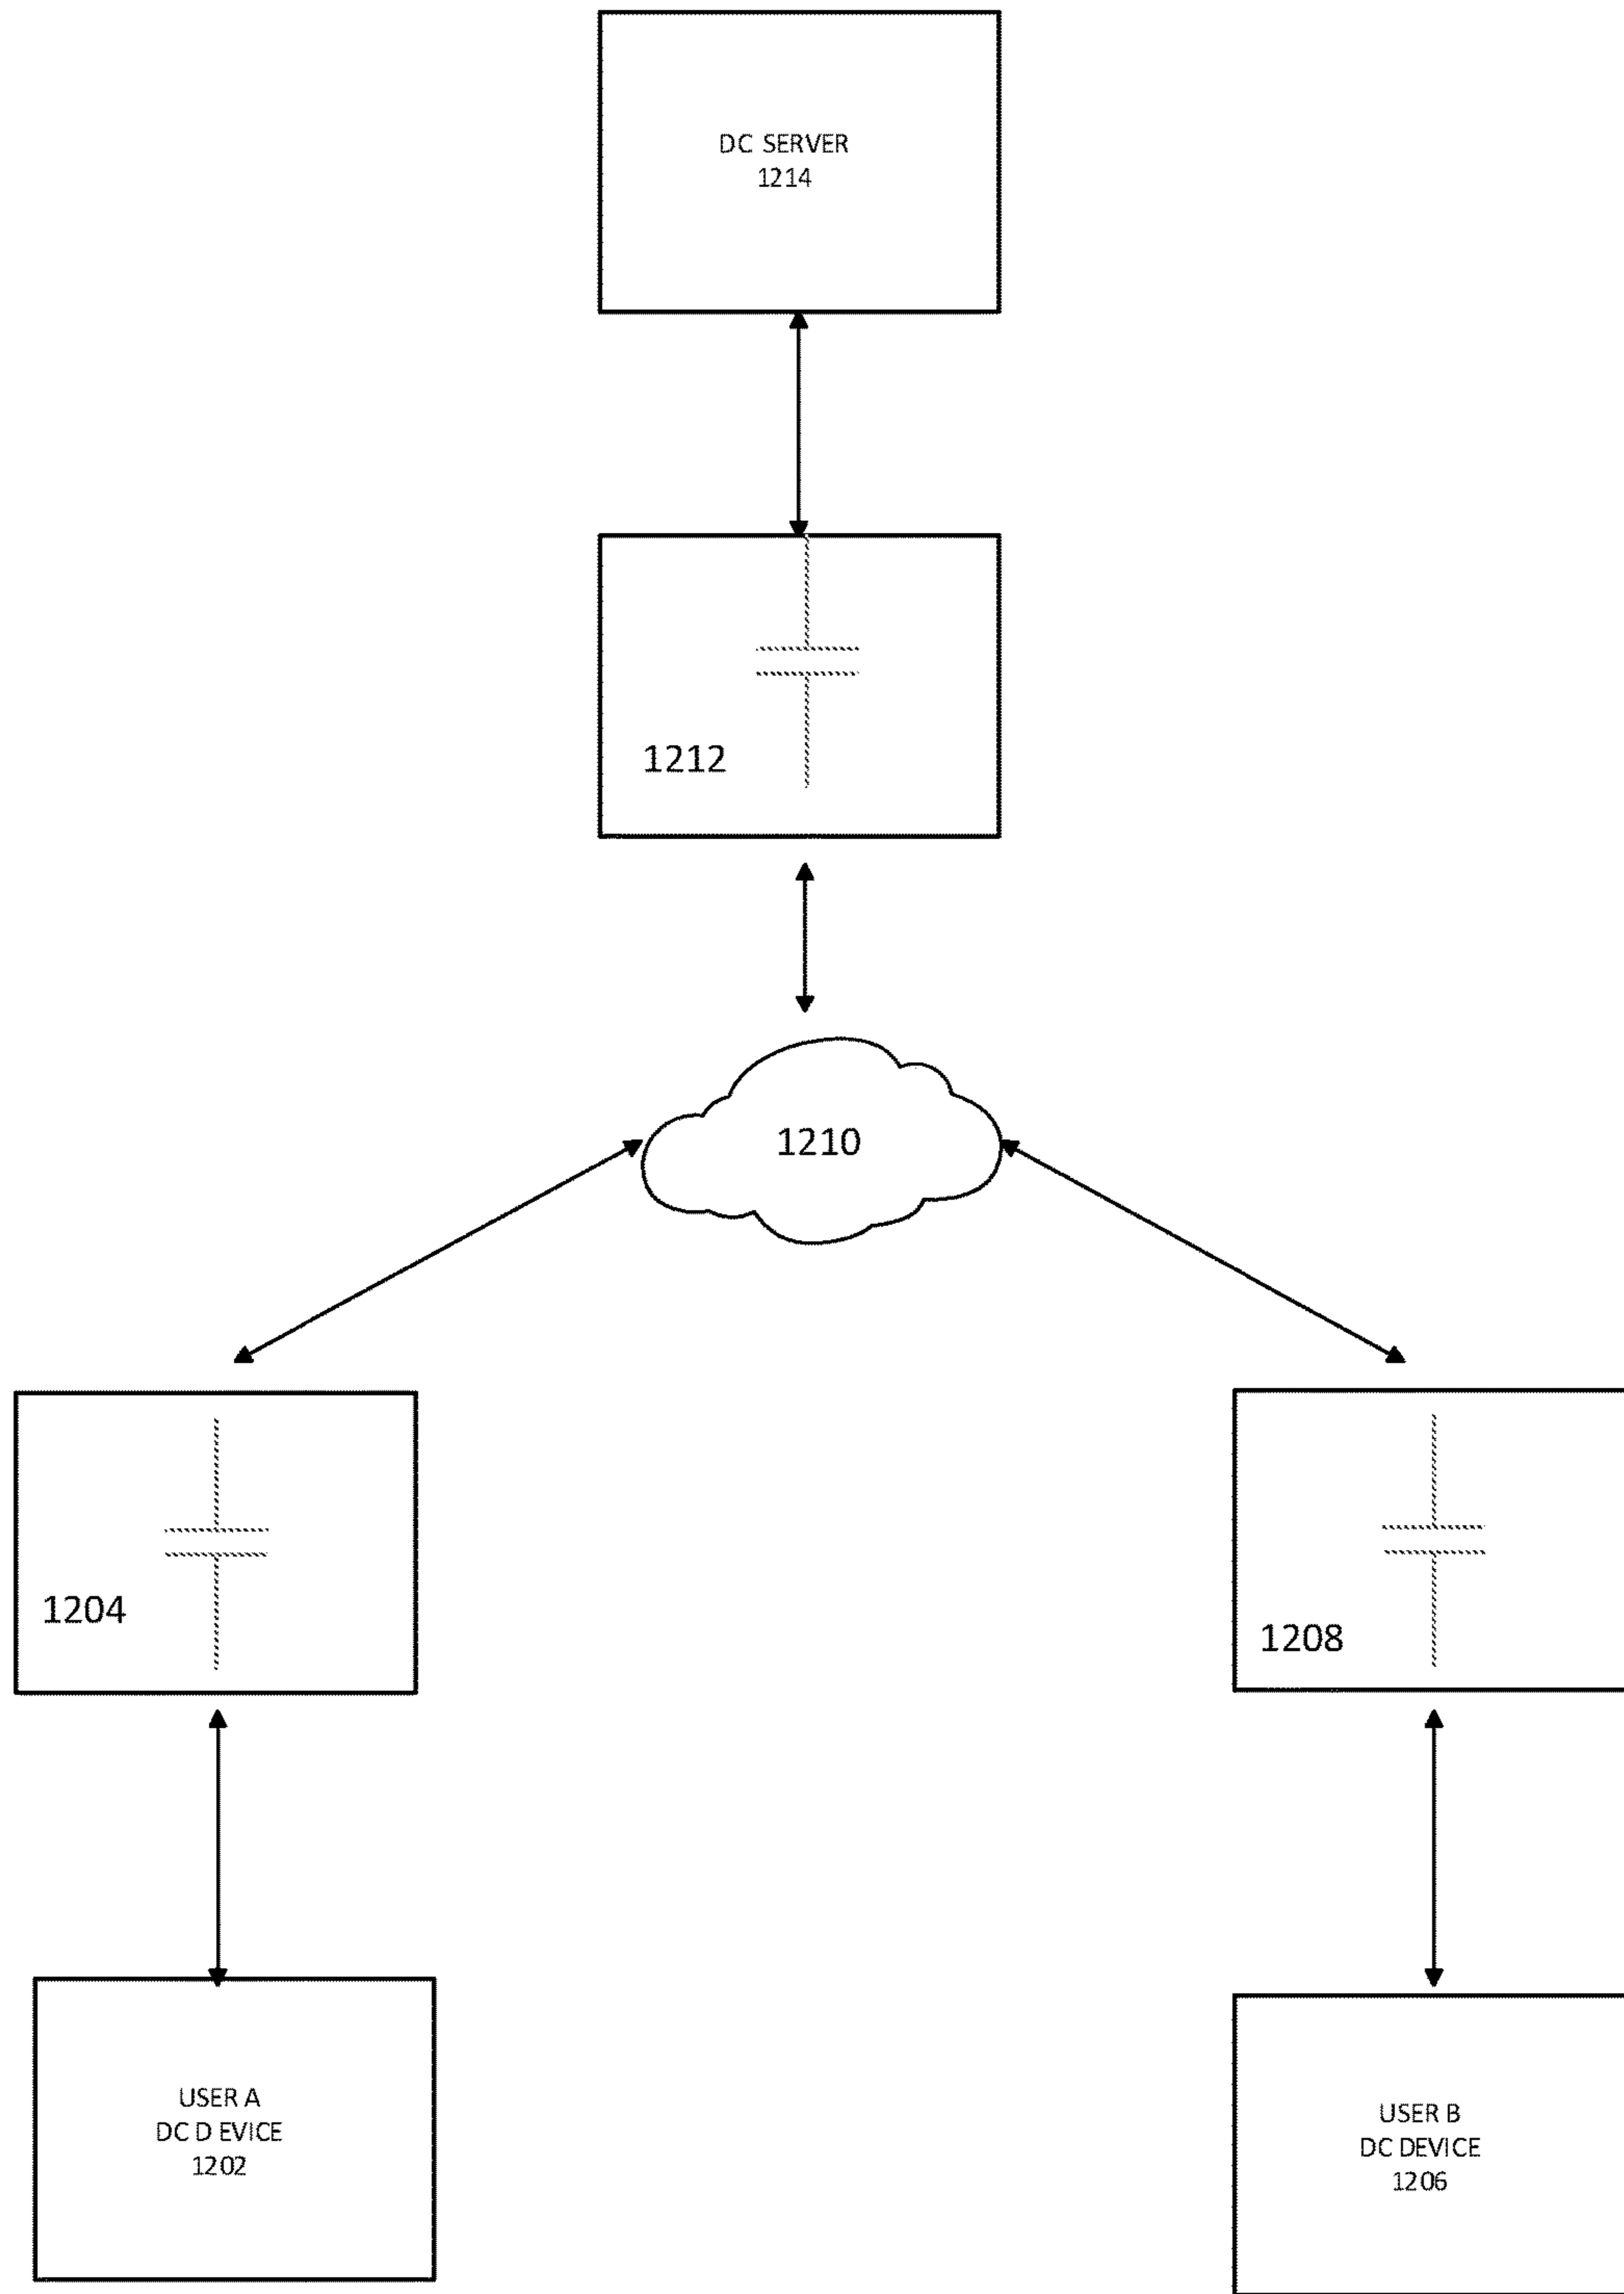 DC SERVER
1214
1212
1210
1204
1208
USER A
DC D EVICE
1202
USER B
DC DEVICE
1206